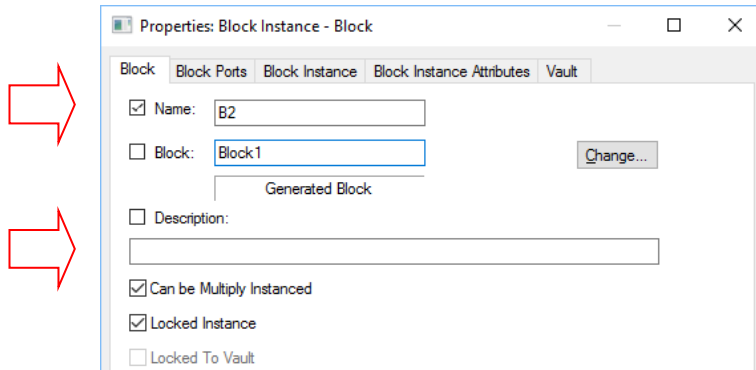 Properties: Block Instance - Block
Block Block Ports Block Instance Block Instance Attributes Vault
Name: B2
Block: Block1 Change...
Generated Block
Description:
Can be Multiply Instanced
Locked Instance
Locked To Vault